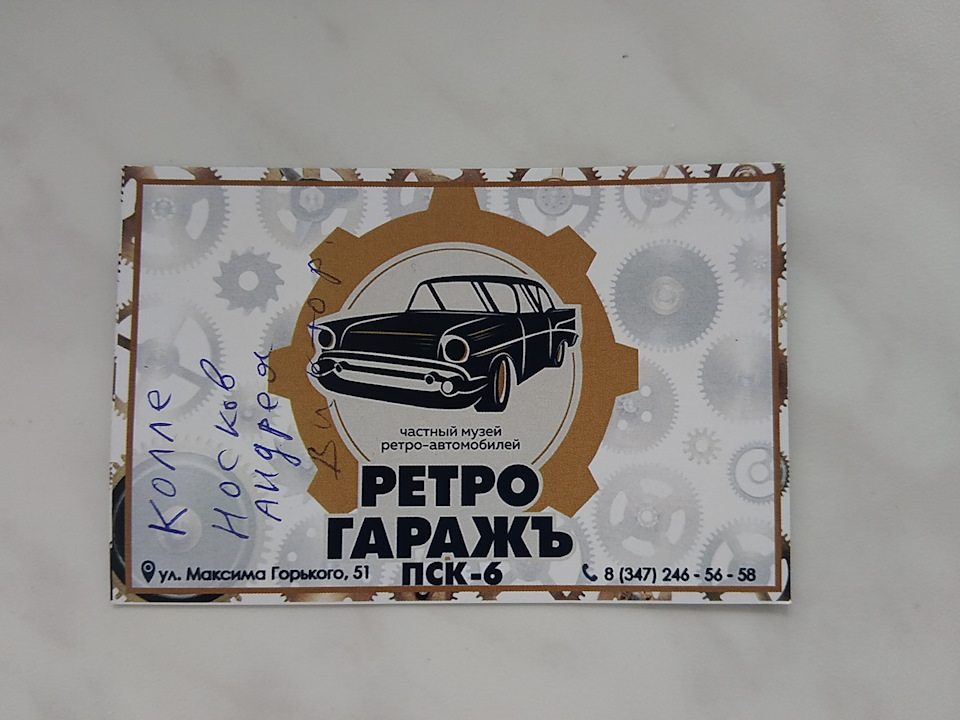 частный музей
ретро-автомобилей
РЕТРО
ГАРАЖЪ
ПСК-6
ул. Максима Горького, 51
8 (347) 246 - 56 - 58
Колле
Носков
Андрея